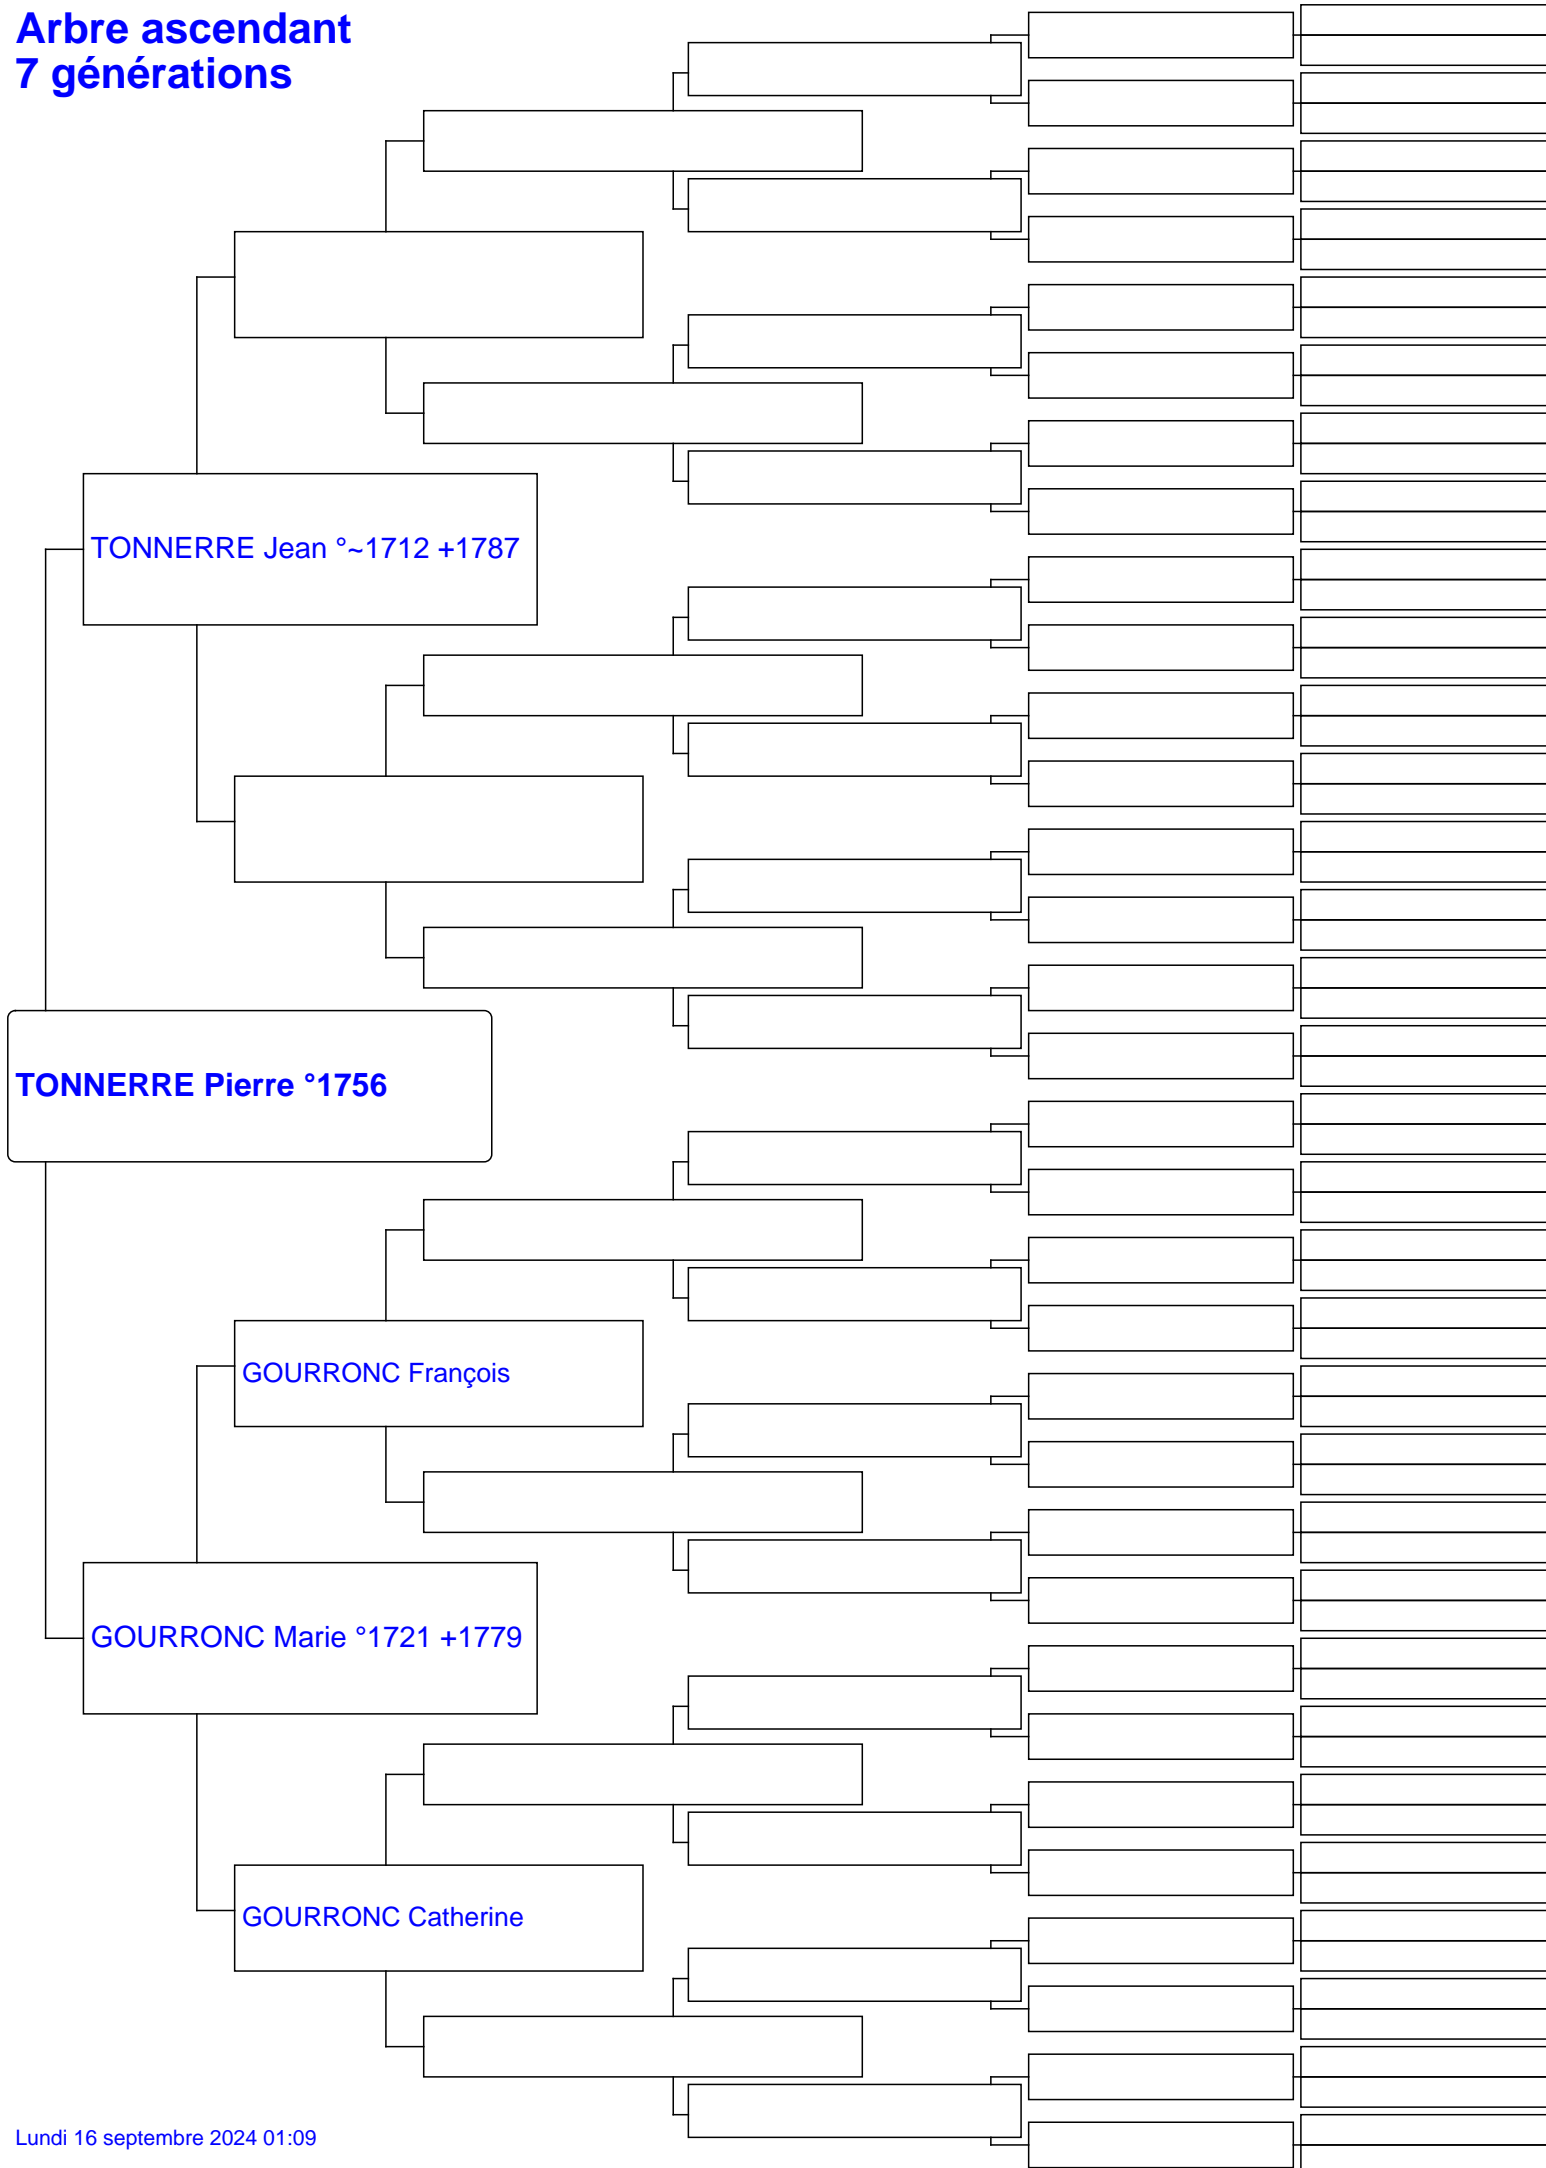 Arbre ascendant
7 générations
TONNERRE Jean °~1712 +1787
TONNERRE Pierre °1756
GOURRONC François
GOURRONC Marie °1721 +1779
GOURRONC Catherine
Lundi 16 septembre 2024 01:09